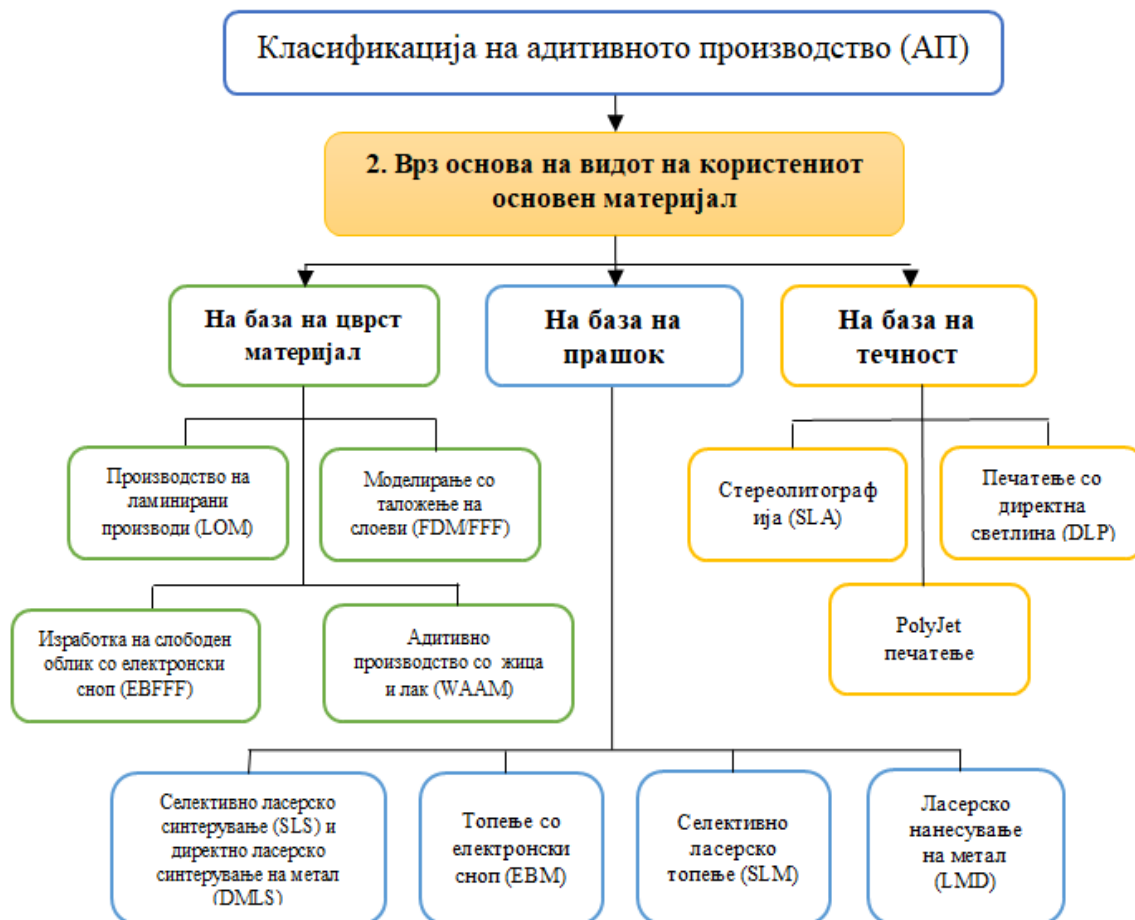 Класификација на адитивното производство (АП)
2. Врз основа на видот на користениот
основен материјал
На база на цврст
материјал
На база на
прашок
На база на
течност
Производство на
ламинирани
производи (LOM)
Моделирање со
таложење на
слоеви (FDM/FFF)
Стереолитограф
ија (SLA)
Печатење со
директна
светлина (DLP)
Изработка на слободен
облик со електронски
сноп (EBFFF)
Адитивно
производство со жица
и лак (WAAM)
PolyJet
печатење
Селективно ласерско
синтерување (SLS) и
директно ласерско
синтерување на метал
(DMLS)
Топење со
електронски
сноп (EBM)
Селективно
ласерско
топење (SLM)
Ласерско
нанесување
на метал
(LMD)